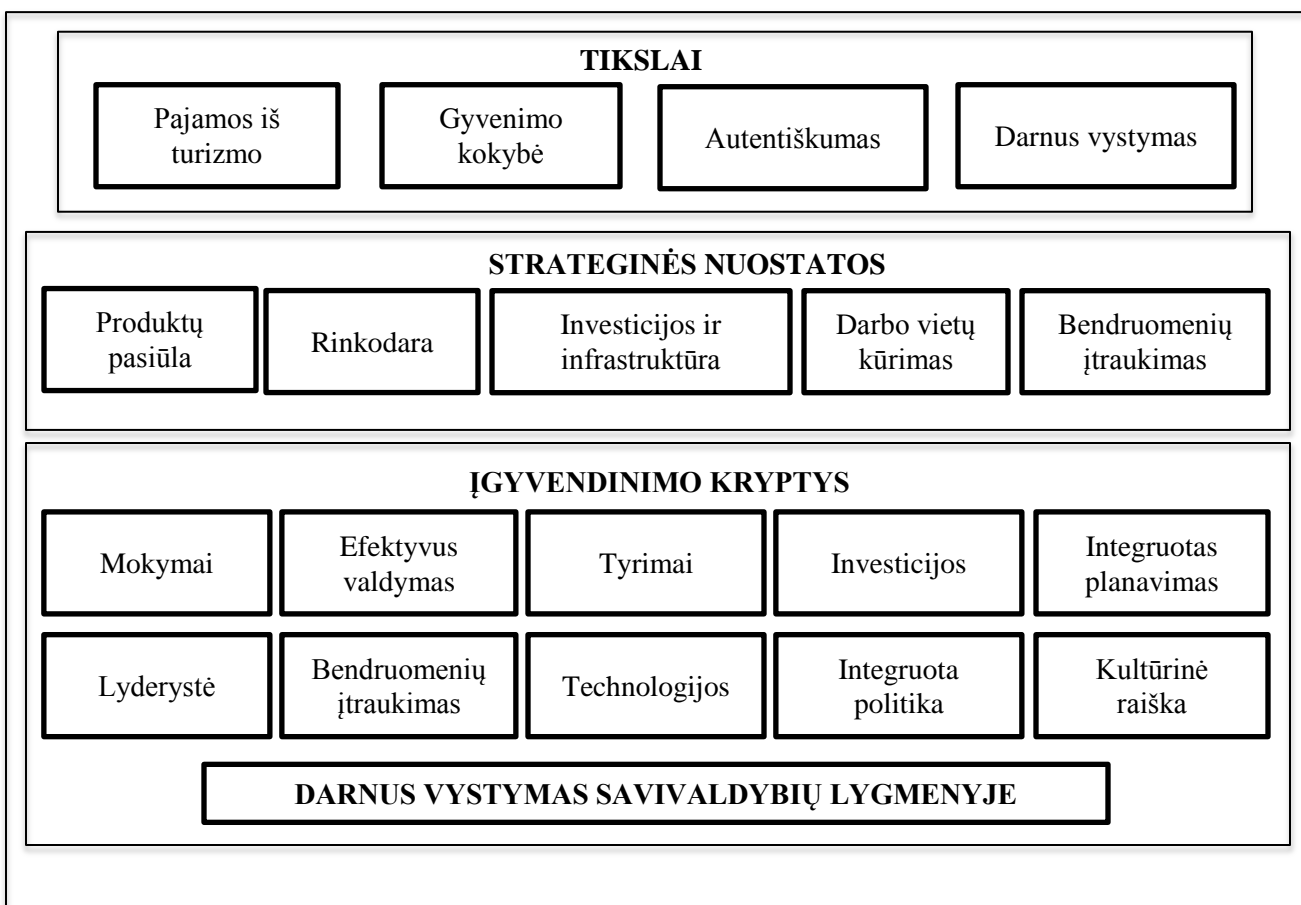 TIKSLAI
Pajamos iš
turizmo
Gyvenimo
kokybė
Autentiškumas
Darnus vystymas
STRATEGINĖS NUOSTATOS
Produktų
pasiūla
Rinkodara
Investicijos ir
infrastruktūra
Darbo vietų
kūrimas
Bendruomenių
įtraukimas
ĮGYVENDINIMO KRYPTYS
Mokymai
Efektyvus
valdymas
Tyrimai
Investicijos
Integruotas
planavimas
Lyderystė
Bendruomenių
įtraukimas
Technologijos
Integruota
politika
Kultūrinė
raiška
DARNUS VYSTYMAS SAVIVALDYBIŲ LYGMENYJE